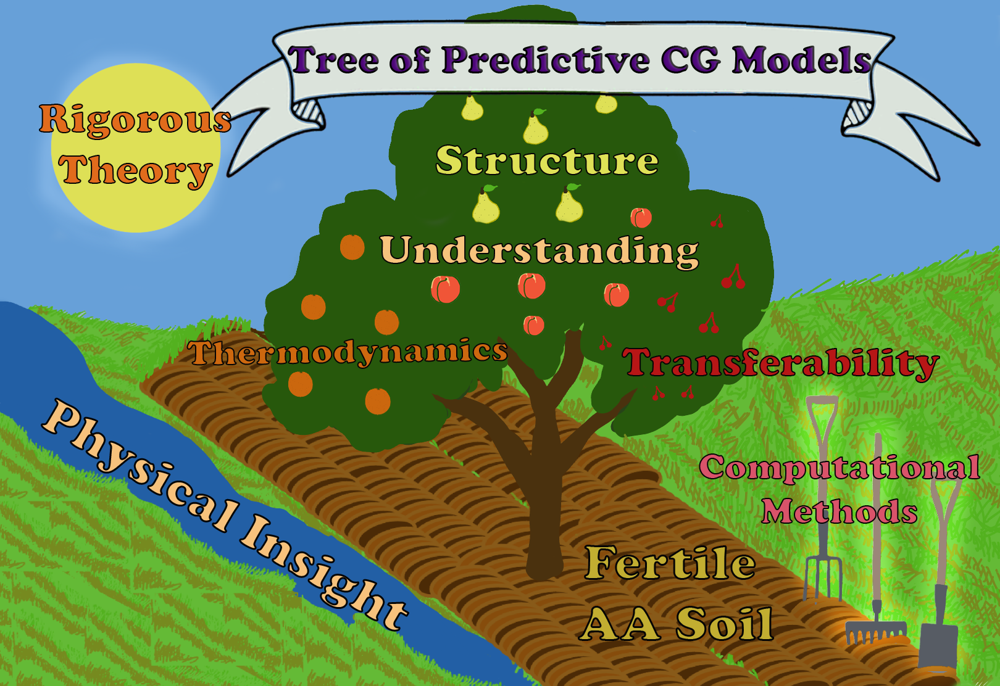 Tree of Predictive CG Models
Rigorous
Theory
Structure
Understanding
Thermodynamics
Transferability
Physical Insight
Computational
Methods
Fertile
AA Soil